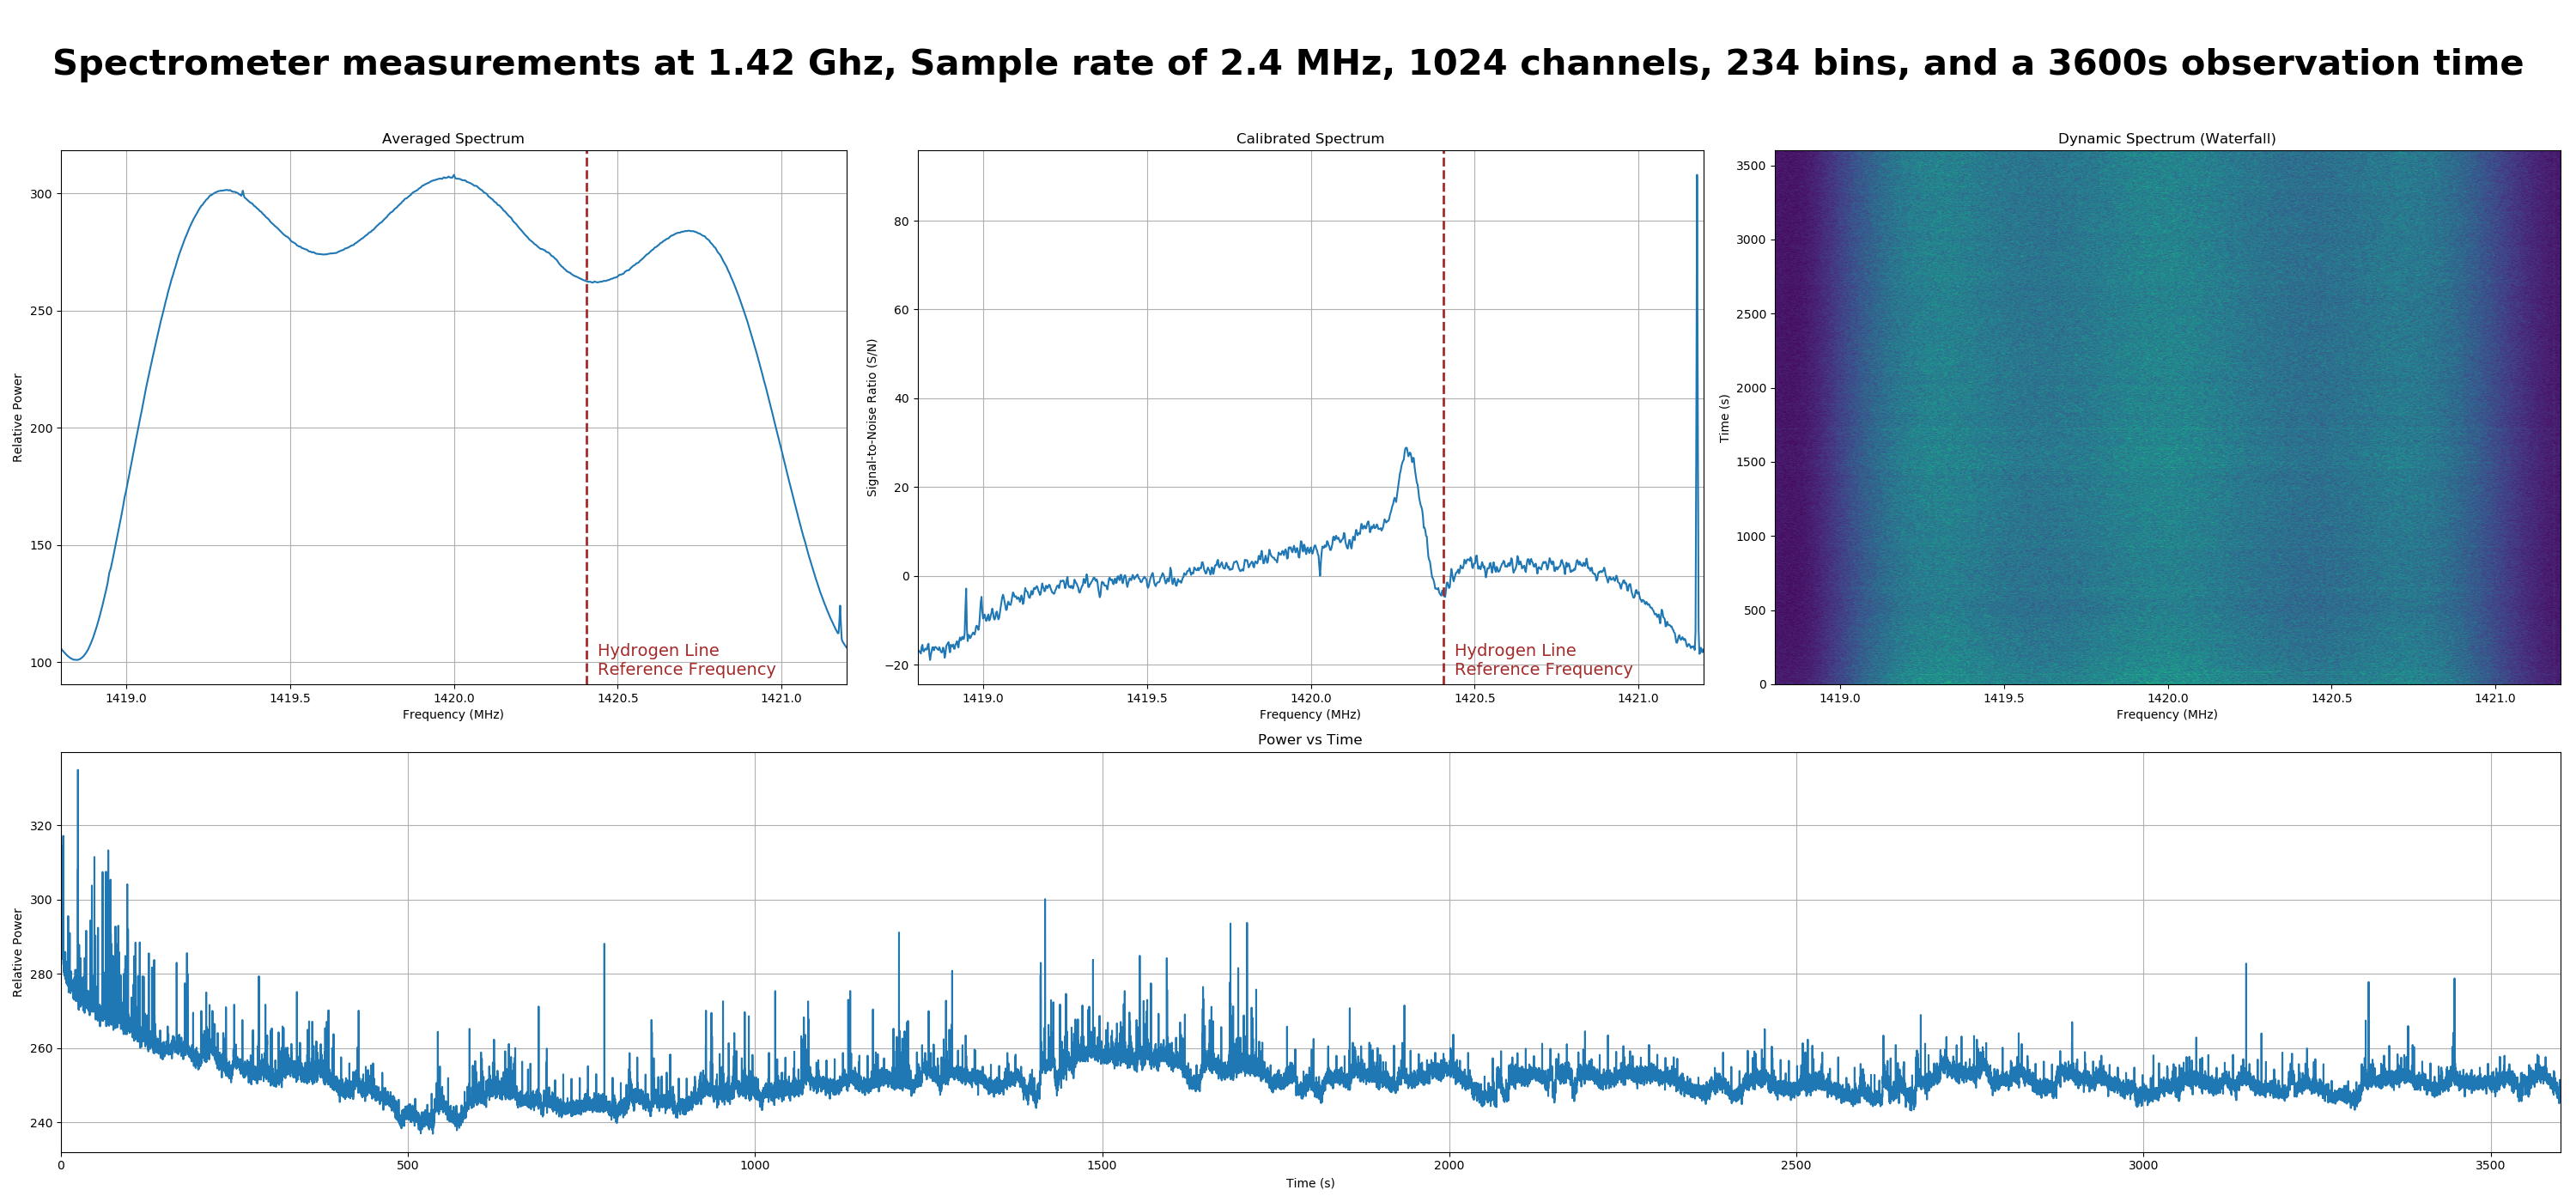 Spectrometer measurements at 1.42 Ghz, Sample rate of 2.4 MHz, 1024 channels, 234 bins, and a 3600s observation time
Averaged Spectrum
Relative Power
300
250
200
150
100
Hydrogen Line
Reference Frequency
1419.0 1419.5 1420.0 1420.5 1421.0
Frequency (MHz)
Calibrated Spectrum
Signal-to-Noise Ratio (S/N)
80
60
40
20
0
−20
Hydrogen Line
Reference Frequency
1419.0 1419.5 1420.0 1420.5 1421.0
Frequency (MHz)
Dynamic Spectrum (Waterfall)
Time (s)
3500
3000
2500
2000
1500
1000
500
0
1419.0 1419.5 1420.0 1420.5 1421.0
Frequency (MHz)
Power vs Time
Relative Power
320
300
280
260
240
0 500 1000 1500 2000 2500 3000 3500
Time (s)